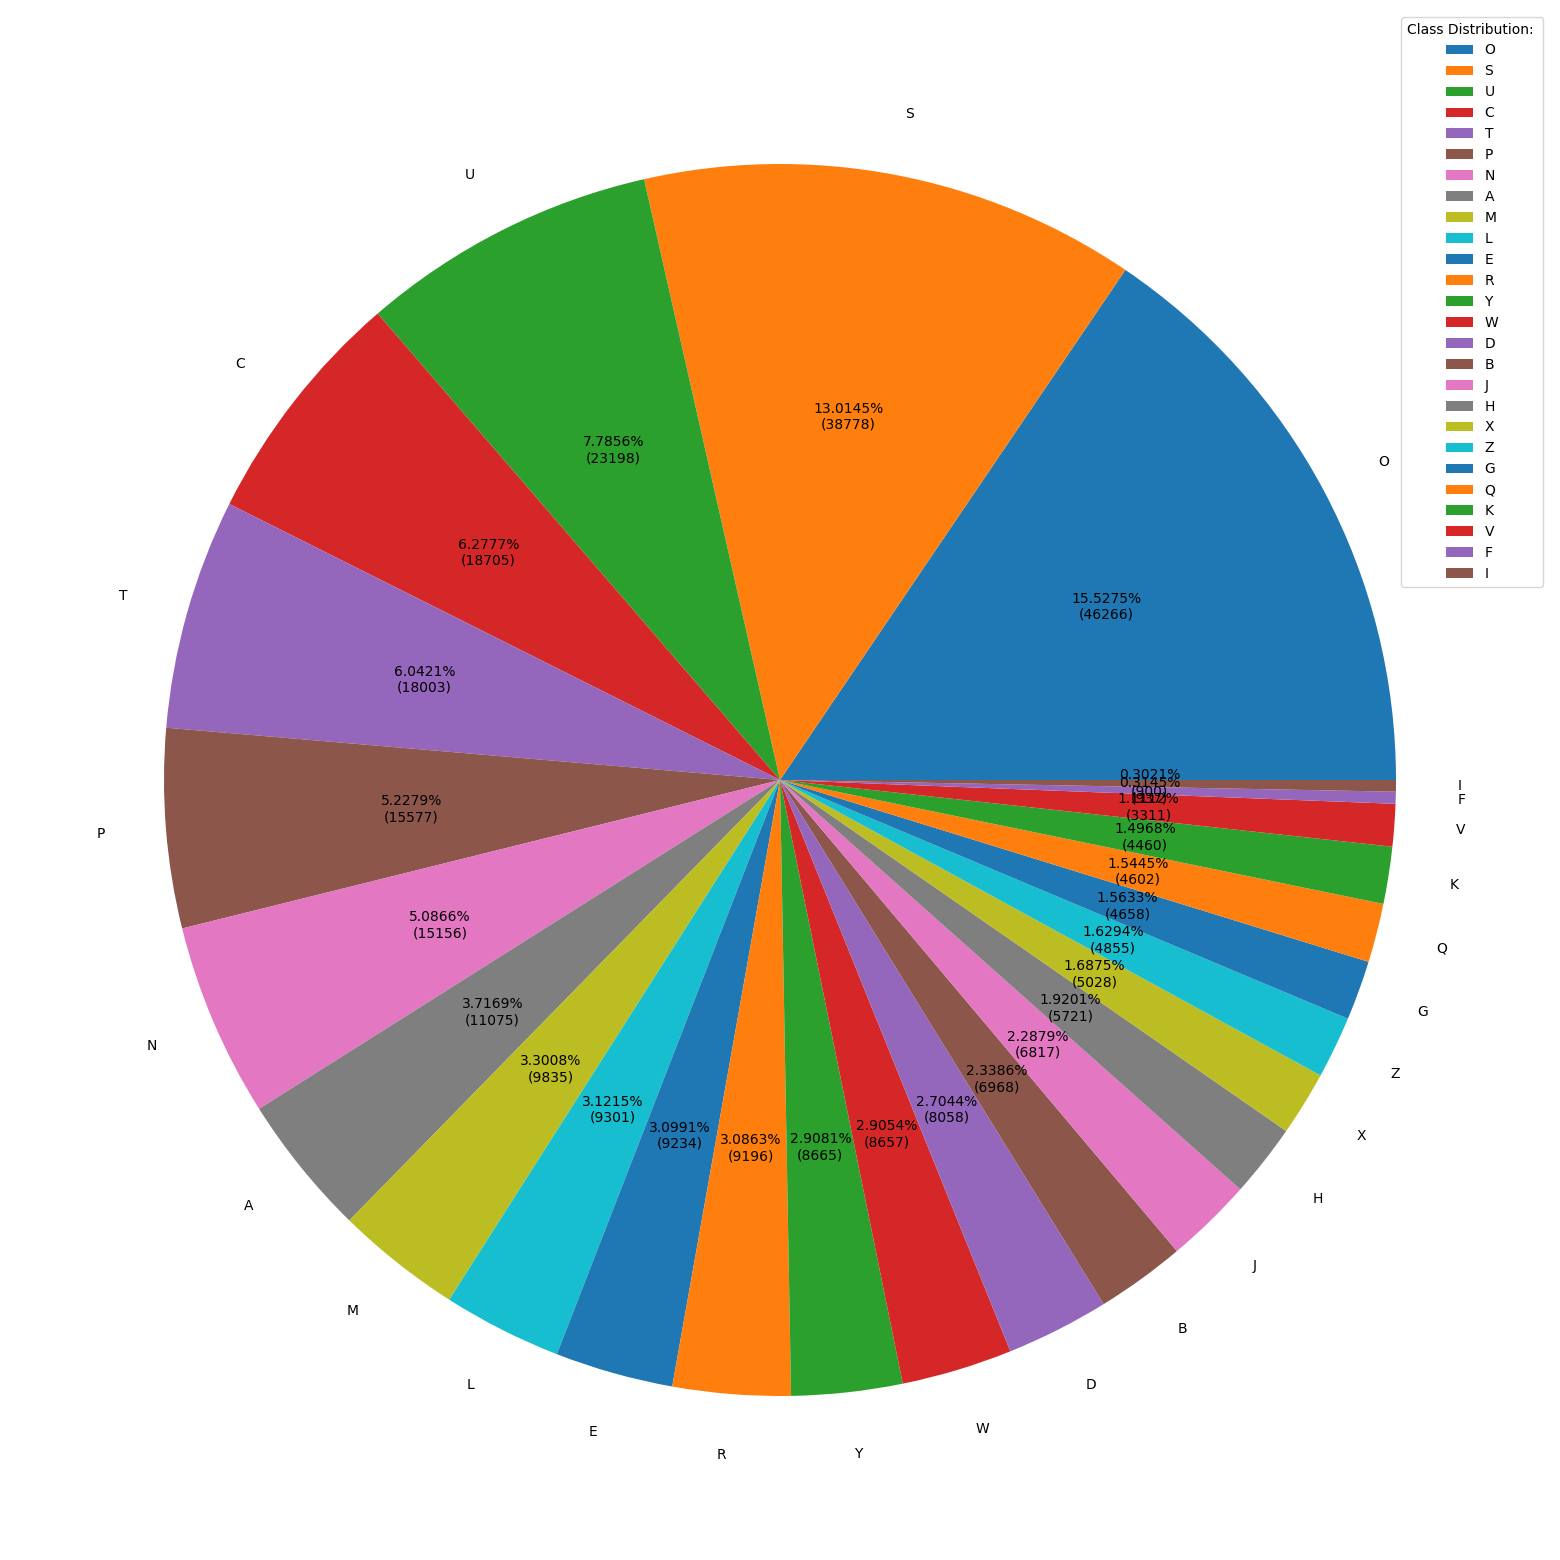 Class Distribution:
O
S
U
C
T
P
N
A
M
L
E
R
Y
W
D
B
J
H
X
Z
G
Q
K
V
F
I
O
15.5275%
(46266)
S
13.0145%
(38778)
U
7.7856%
(23198)
C
6.2777%
(18705)
T
6.0421%
(18003)
P
5.2279%
(15577)
N
5.0866%
(15156)
A
3.7169%
(11075)
M
3.3008%
(9835)
L
3.1215%
(9301)
E
3.0991%
(9234)
R
3.0863%
(9196)
Y
2.9081%
(8665)
W
2.9054%
(8657)
D
2.7044%
(8058)
B
2.3386%
(6968)
J
2.2879%
(6817)
H
1.9201%
(5721)
X
1.6875%
(5028)
Z
1.6294%
(4855)
G
1.5633%
(4658)
Q
1.5445%
(4602)
K
1.4968%
(4460)
V
(3311)
F
0.3145%
I
0.3021%
(900)